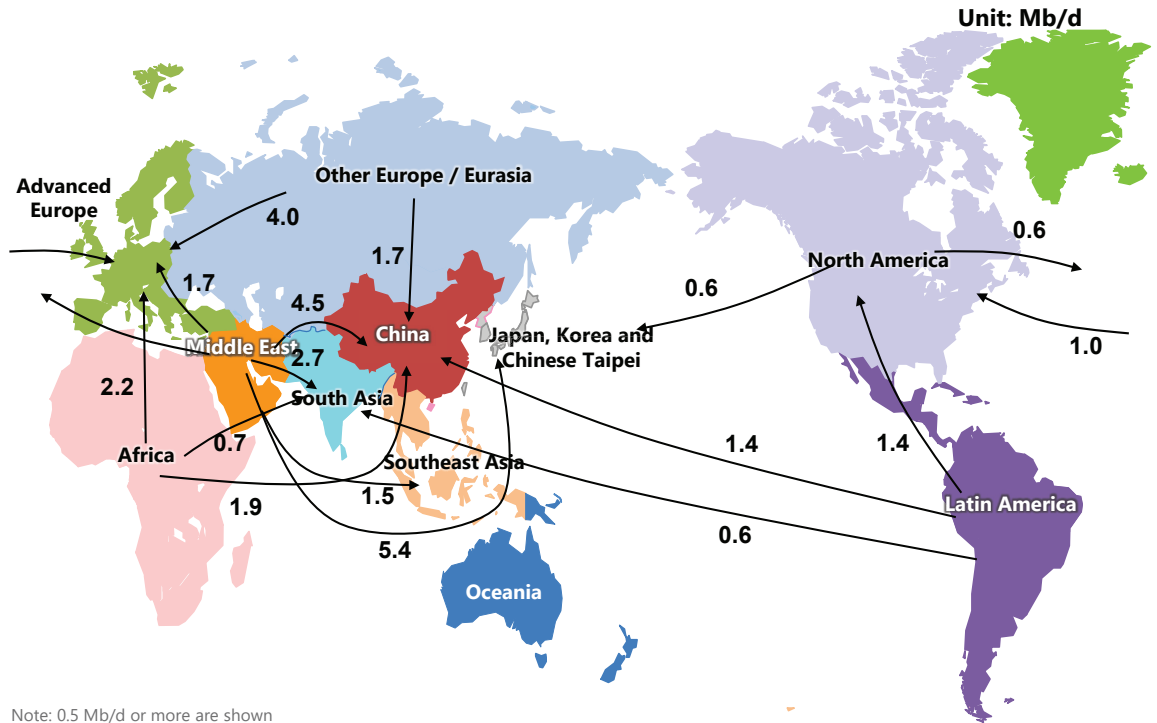 Unit: Mb/d
Other Europe / Eurasia
Advanced
Europe
4.0
0.6
1.7
North America
1.7
0.6
4.5
China
Japan, Korea and
Chinese Taipei
Middle East
2.7
1.0
2.2
South Asia
0.7
1.4
1.4
Africa
Southeast Asia
1.5
1.9
Latin America
0.6
5.4
Oceania
Note: 0.5 Mb/d or more are shown